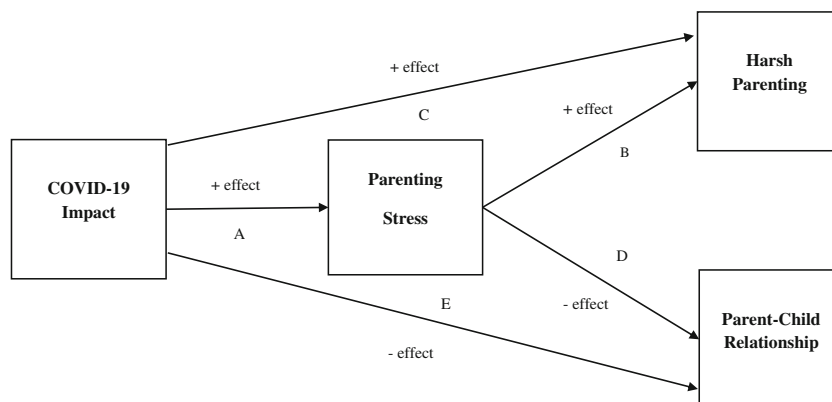 Harsh
Parenting
+ effect
C
+ effect
B
COVID-19
Impact
+ effect
A
Parenting
Stress
D
- effect
E
- effect
Parent-Child
Relationship